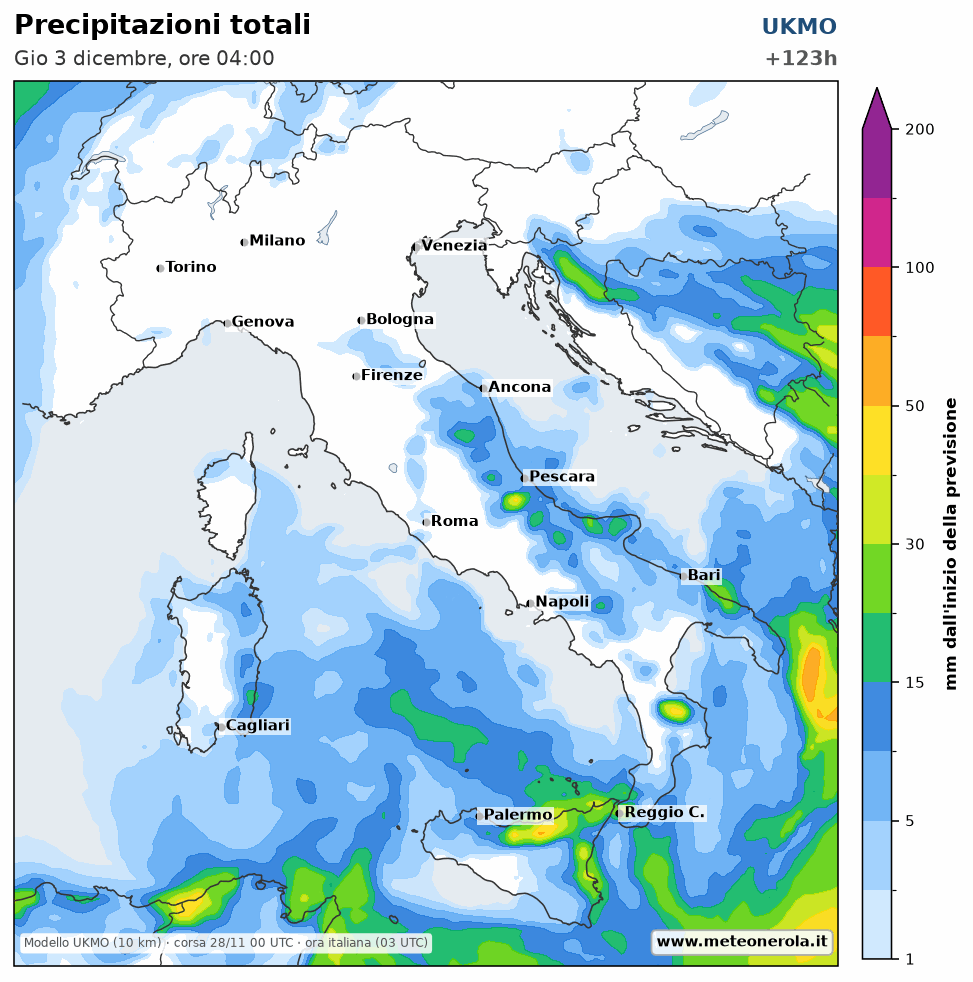 Precipitazioni totali
UKMO
Gio 3 dicembre, ore 04:00
+123h
200
100
50
30
15
5
1
mm dall'inizio della previsione
Milano
Venezia
Torino
Genova
Bologna
Firenze
Ancona
Pescara
Roma
Bari
Napoli
Cagliari
Palermo
Reggio C.
Modello UKMO (10 km) · corsa 28/11 00 UTC · ora italiana (03 UTC)
www.meteonerola.it